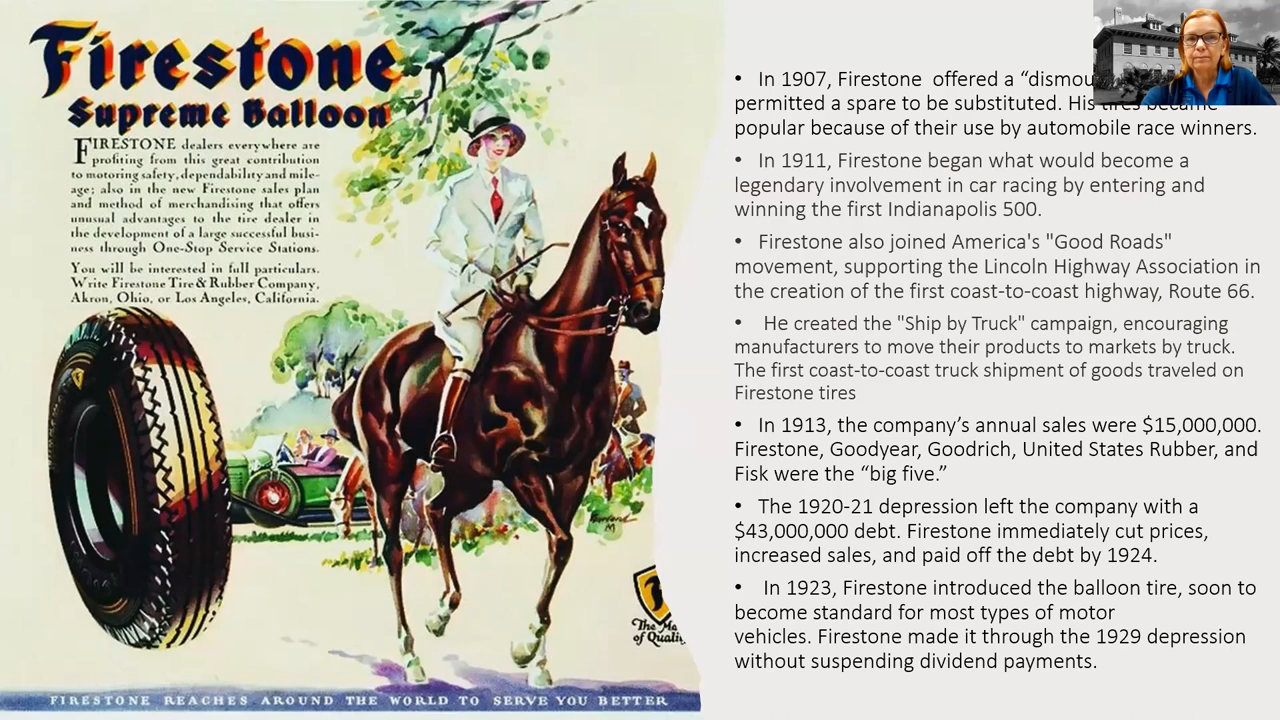 Firestone
Supreme Balloon
FIRESTONE dealers everywhere are
profiting from this great contribution
to motoring safety, dependability and mile-
age; also in the new Firestone sales plan
and method of merchandising that offers
unusual advantages to the tire dealer in
the development of a large successful busi-
ness through One-Stop Service Stations.
You will be interested in full particulars.
Write Firestone Tire & Rubber Company,
Akron, Ohio, or Los Angeles, California.
The
of
FIRESTONE REACHES AROUND THE WORLD TO SERVE YOU BETTER
• In 1907, Firestone offered a
permitted a spare to be substituted. His tires became
popular because of their use by automobile race winners.
• In 1911, Firestone began what would become a
legendary involvement in car racing by entering and
winning the first Indianapolis 500.
• Firestone also joined America's "Good Roads"
movement, supporting the Lincoln Highway Association in
the creation of the first coast-to-coast highway, Route 66.
• He created the "Ship by Truck" campaign, encouraging
manufacturers to move their products to markets by truck.
The first coast-to-coast truck shipment of goods traveled on
Firestone tires
• In 1913, the company’s annual sales were $15,000,000.
Firestone, Goodyear, Goodrich, United States Rubber, and
Fisk were the “big five.”
• The 1920-21 depression left the company with a
$43,000,000 debt. Firestone immediately cut prices,
increased sales, and paid off the debt by 1924.
• In 1923, Firestone introduced the balloon tire, soon to
become standard for most types of motor
vehicles. Firestone made it through the 1929 depression
without suspending dividend payments.